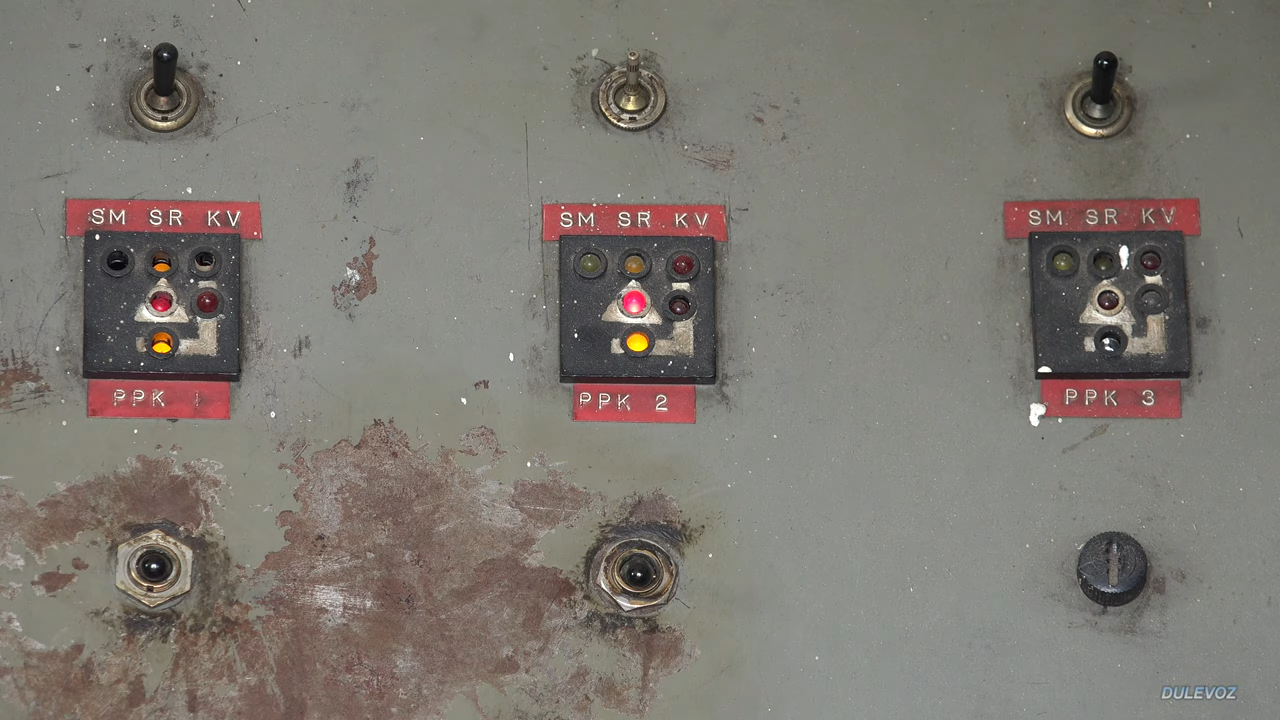 SM SR KV
SM SR KV
SM SR KV
PPK 1
PPK 2
PPK 3
DULEVOZ